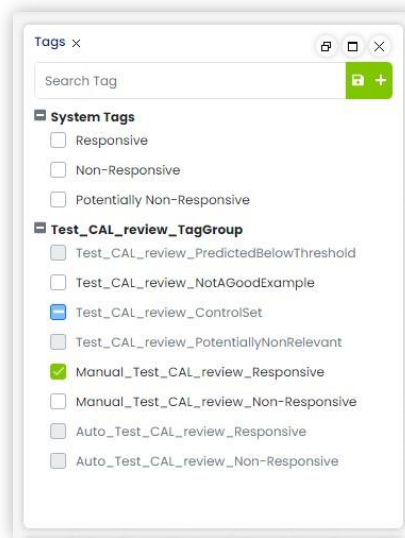 Tags
Search Tag
System Tags
Responsive
Non-Responsive
Potentially Non-Responsive
Test_CAL_review_TagGroup
Test_CAL_review_PredictedBelowThreshold
Test_CAL_review_NotAGoodExample
Test_CAL_review_ControlSet
Test_CAL_review_PotentiallyNonRelevant
Manual_Test_CAL_review_Responsive
Manual_Test_CAL_review_Non-Responsive
Auto_Test_CAL_review_Responsive
Auto_Test_CAL_review_Non-Responsive